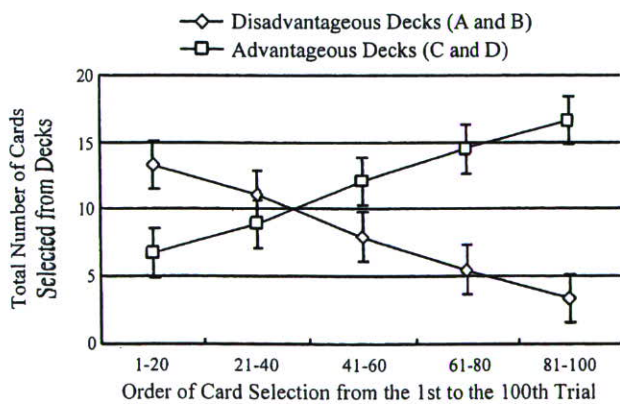 Disadvantageous Decks (A and B)
Advantageous Decks (C and D)
Total Number of Cards
Selected from Decks
20
15
10
5
0
1-20 21-40 41-60 61-80 81-100
Order of Card Selection from the 1st to the 100th Trial